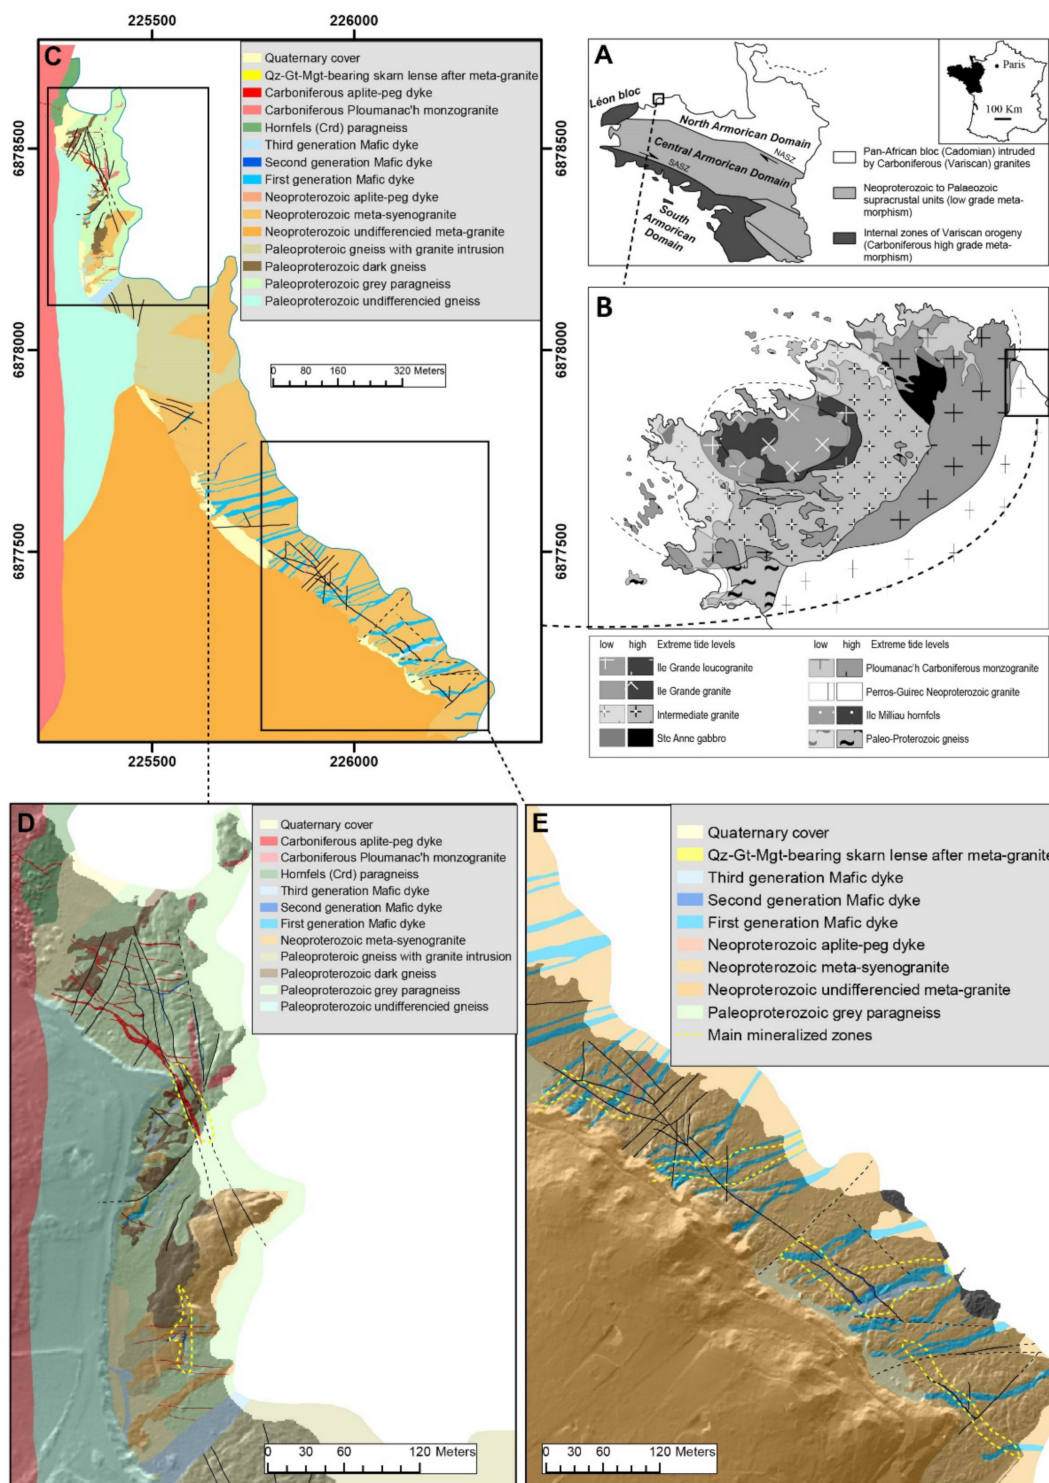 225500
226000
C
Quaternary cover
Qz-Gt-Mgt-bearing skarn lense after meta-granite
Carboniferous aplite-peg dyke
Carboniferous Ploumanac'h monzogranite
Hornfels (Crd) paragneiss
Third generation Mafic dyke
Second generation Mafic dyke
First generation Mafic dyke
Neoproterozoic aplite-peg dyke
Neoproterozoic meta-syenogranite
Neoproterozoic undifferencied meta-granite
Paleoproteroic gneiss with granite intrusion
Paleoproterozoic dark gneiss
Paleoproterozoic grey paragneiss
Paleoproterozoic undifferencied gneiss
6878500
6878500
6878000
6878000
6877500
6877500
0 80 160 320 Meters
225500
226000
A
Léon bloc
North Armorican Domain
NASZ
Central Armorican Domain
SASZ
South
Armorican
Domain
Paris
100 Km
Pan-African bloc (Cadomian) intruded
by Carboniferous (Variscan) granites
Neoproterozoic to Palaeozoic
supracrustal units (low grade meta-
morphism)
Internal zones of Variscan orogeny
(Carboniferous high grade meta-
morphism)
B
low high Extreme tide levels
Ile Grande leucogranite
Ile Grande granite
Intermediate granite
Ste Anne gabbro
low high Extreme tide levels
Ploumanac'h Carboniferous monzogranite
Perros-Guirec Neoproterozoic granite
Ile Milliau hornfels
Paleo-Proterozoic gneiss
D
Quaternary cover
Carboniferous aplite-peg dyke
Carboniferous Ploumanac'h monzogranite
Hornfels (Crd) paragneiss
Third generation Mafic dyke
Second generation Mafic dyke
First generation Mafic dyke
Neoproterozoic meta-syenogranite
Paleoproteroic gneiss with granite intrusion
Paleoproterozoic dark gneiss
Paleoproterozoic grey paragneiss
Paleoproterozoic undifferencied gneiss
0 30 60 120 Meters
E
Quaternary cover
Qz-Gt-Mgt-bearing skarn lense after meta-granite
Third generation Mafic dyke
Second generation Mafic dyke
First generation Mafic dyke
Neoproterozoic aplite-peg dyke
Neoproterozoic meta-syenogranite
Neoproterozoic undifferencied meta-granite
Paleoproterozoic grey paragneiss
Main mineralized zones
0 30 60 120 Meters